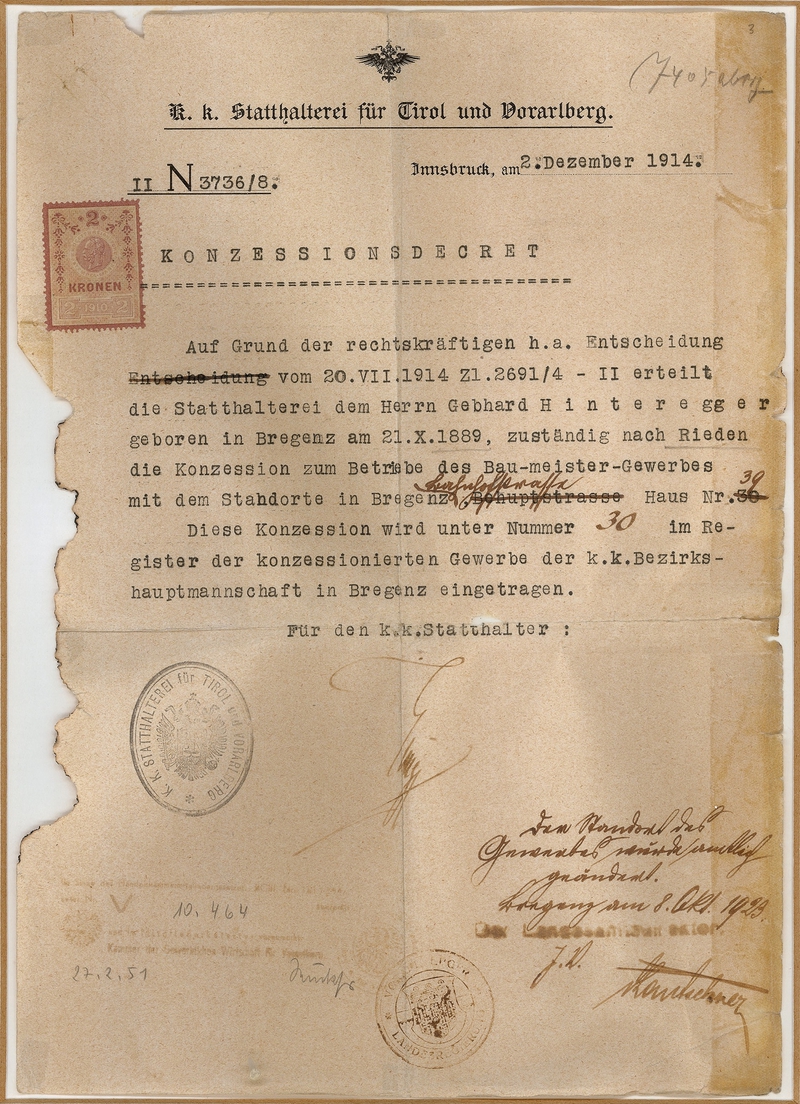 3
K. k. Statthalterei für Tirol und Vorarlberg.
Innsbruck, am 2. Dezember 1914.
II N 3736/8.
2
KRONEN
2 1910 2
KONZESSIONSDECRET
Auf Grund der rechtskräftigen h.a. Entscheidung
Entscheidung vom 20.VII.1914 Zl.2691/4 - II erteilt
die Statthalterei dem Herrn Gebhard Hinteregger
geboren in Bregenz am 21.X.1889, zuständig nach Rieden
die Konzession zum Betriebe des Bau-meister-Gewerbes
Bahnhofstrasse 39
mit dem Stahdorte in Bregenz Haus Nr.
Diese Konzession wird unter Nummer 30 im Re-
gister der konzessionierten Gewerbe der k.k.Bezirks-
hauptmannschaft in Bregenz eingetragen.
Für den k.k.Statthalter :
K. K. STATTHALTEREI für TIROL und VORARLBERG
Der Standort des
Gewerbes wurde amtlich
geändert.
Bregenz am 8. Okt. 1923.
J.V.
10.464
27.2.51